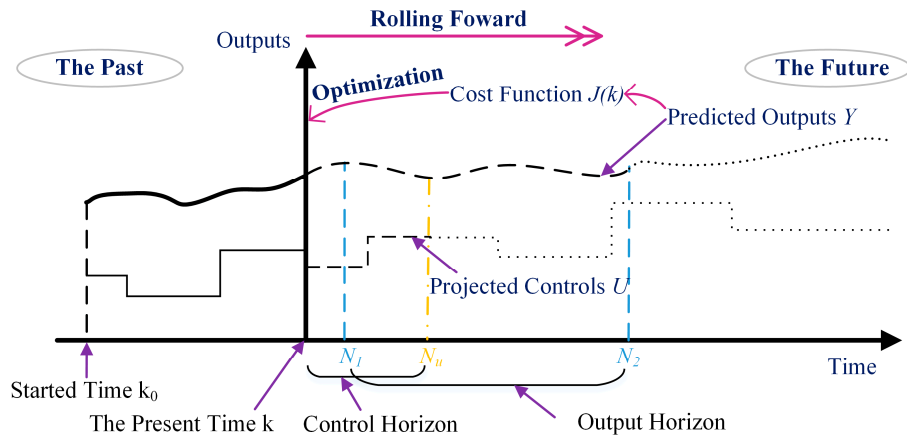 Rolling Foward
Outputs
The Past
The Future
Optimization
Cost Function J(k)
Predicted Outputs Y
Projected Controls U
N1
Nu
N2
Time
Started Time k0
The Present Time k
Control Horizon
Output Horizon